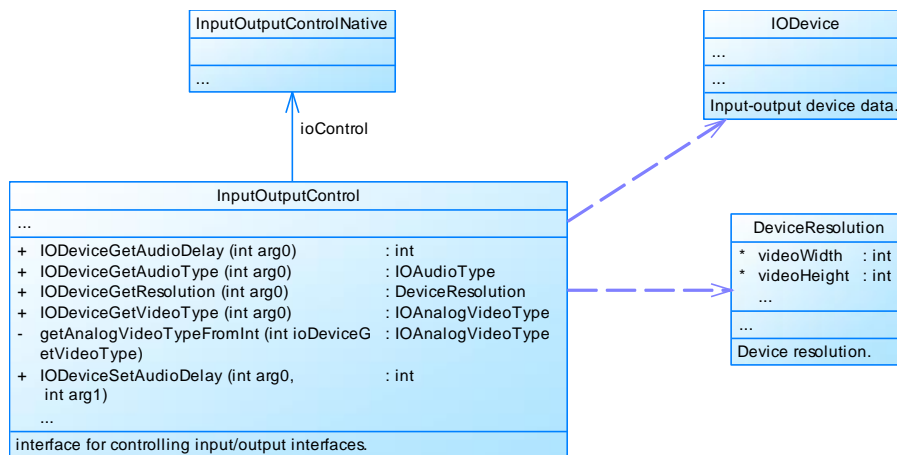 InputOutputControlNative
...
IODevice
...
...
Input-output device data.
ioControl
InputOutputControl
...
+ IODeviceGetAudioDelay (int arg0) : int
+ IODeviceGetAudioType (int arg0) : IOAudioType
+ IODeviceGetResolution (int arg0) : DeviceResolution
+ IODeviceGetVideoType (int arg0) : IOAnalogVideoType
- getAnalogVideoTypeFromInt (int ioDeviceG : IOAnalogVideoType
etVideoType)
+ IODeviceSetAudioDelay (int arg0, : int
int arg1)
...
interface for controlling input/output interfaces.
DeviceResolution
* videoWidth : int
* videoHeight : int
...
...
Device resolution.